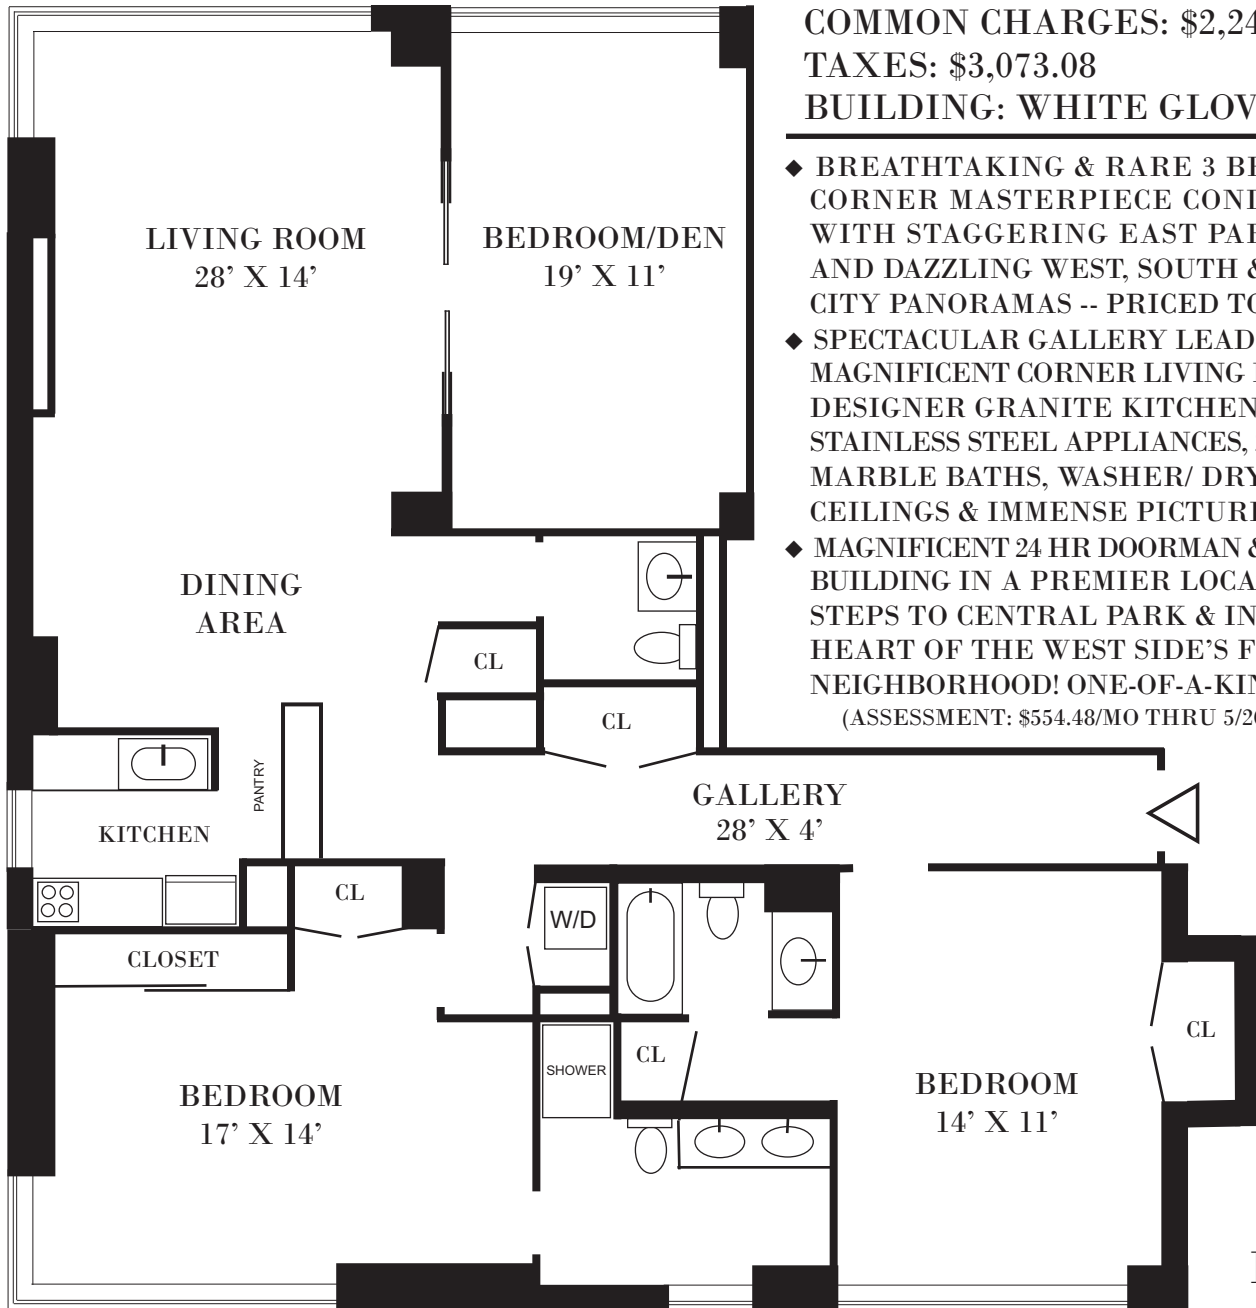 COMMON CHARGES: $2,24
TAXES: $3,073.08
BUILDING: WHITE GLOV
◆ BREATHTAKING & RARE 3 BE
CORNER MASTERPIECE COND
WITH STAGGERING EAST PAR
AND DAZZLING WEST, SOUTH &
CITY PANORAMAS -- PRICED TO
◆ SPECTACULAR GALLERY LEAD
MAGNIFICENT CORNER LIVING
DESIGNER GRANITE KITCHEN
STAINLESS STEEL APPLIANCES,
MARBLE BATHS, WASHER/ DRY
CEILINGS & IMMENSE PICTUR
◆ MAGNIFICENT 24 HR DOORMAN &
BUILDING IN A PREMIER LOCA
STEPS TO CENTRAL PARK & IN
HEART OF THE WEST SIDE'S F
NEIGHBORHOOD! ONE-OF-A-KIN
(ASSESSMENT: $554.48/MO THRU 5/2
LIVING ROOM
28' X 14'
BEDROOM/DEN
19' X 11'
DINING
AREA
CL
CL
PANTRY
GALLERY
28' X 4'
KITCHEN
CL
W/D
CLOSET
CL
CL
SHOWER
BEDROOM
17' X 14'
BEDROOM
14' X 11'